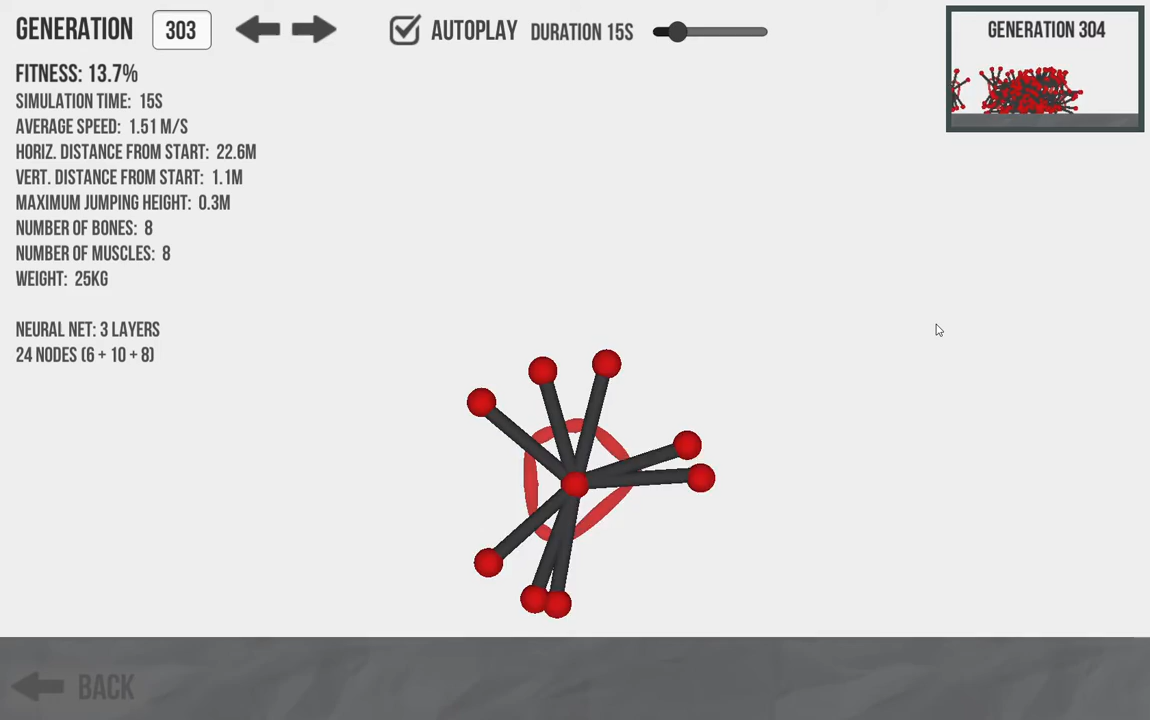 GENERATION 303
AUTOPLAY DURATION 15S
GENERATION 304
FITNESS: 13.7%
SIMULATION TIME: 15S
AVERAGE SPEED: 1.51 M/S
HORIZ. DISTANCE FROM START: 22.6M
VERT. DISTANCE FROM START: 1.1M
MAXIMUM JUMPING HEIGHT: 0.3M
NUMBER OF BONES: 8
NUMBER OF MUSCLES: 8
WEIGHT: 25KG
NEURAL NET: 3 LAYERS
24 NODES (6 + 10 + 8)
BACK